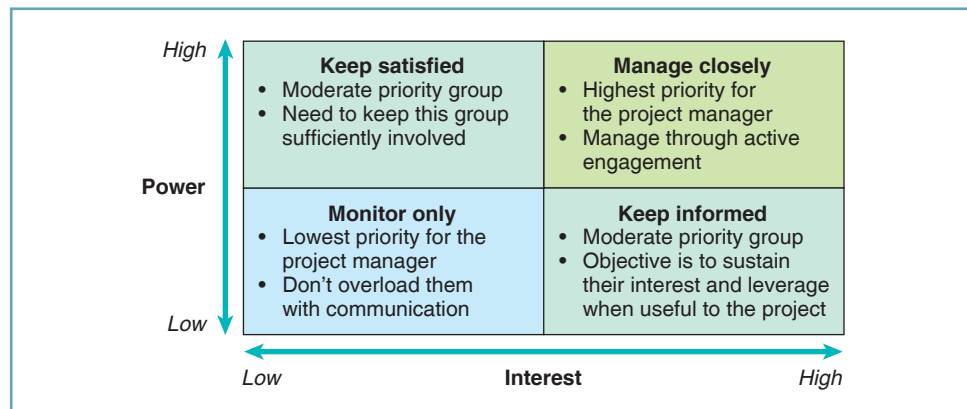 High
Keep satisfied
• Moderate priority group
• Need to keep this group
sufficiently involved
Manage closely
• Highest priority for
the project manager
• Manage through active
engagement
Power
Monitor only
• Lowest priority for the
project manager
• Don’t overload them
with communication
Keep informed
• Moderate priority group
• Objective is to sustain
their interest and leverage
when useful to the project
Low
Low
Interest
High